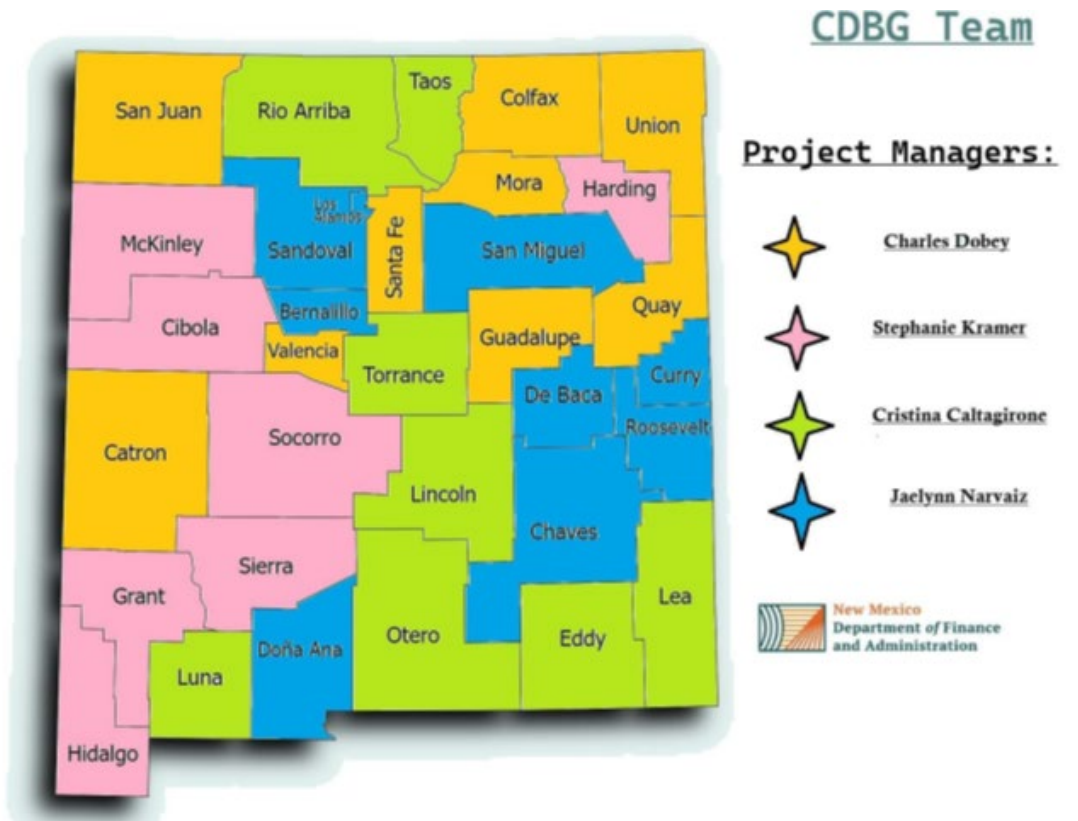 CDBG Team
Project Managers:
Charles Dobey
Stephanie Kramer
Cristina Caltagirone
Jaelynn Narvaiz
New Mexico
Department of Finance
and Administration
San Juan
Rio Arriba
Taos
Colfax
Union
Mora
Harding
McKinley
Los
Alamos
Sandoval
Santa Fe
San Miguel
Cibola
Bernalillo
Quay
Valencia
Guadalupe
Torrance
Curry
De Baca
Roosevelt
Catron
Socorro
Lincoln
Chaves
Sierra
Grant
Lea
Otero
Eddy
Doña Ana
Luna
Hidalgo